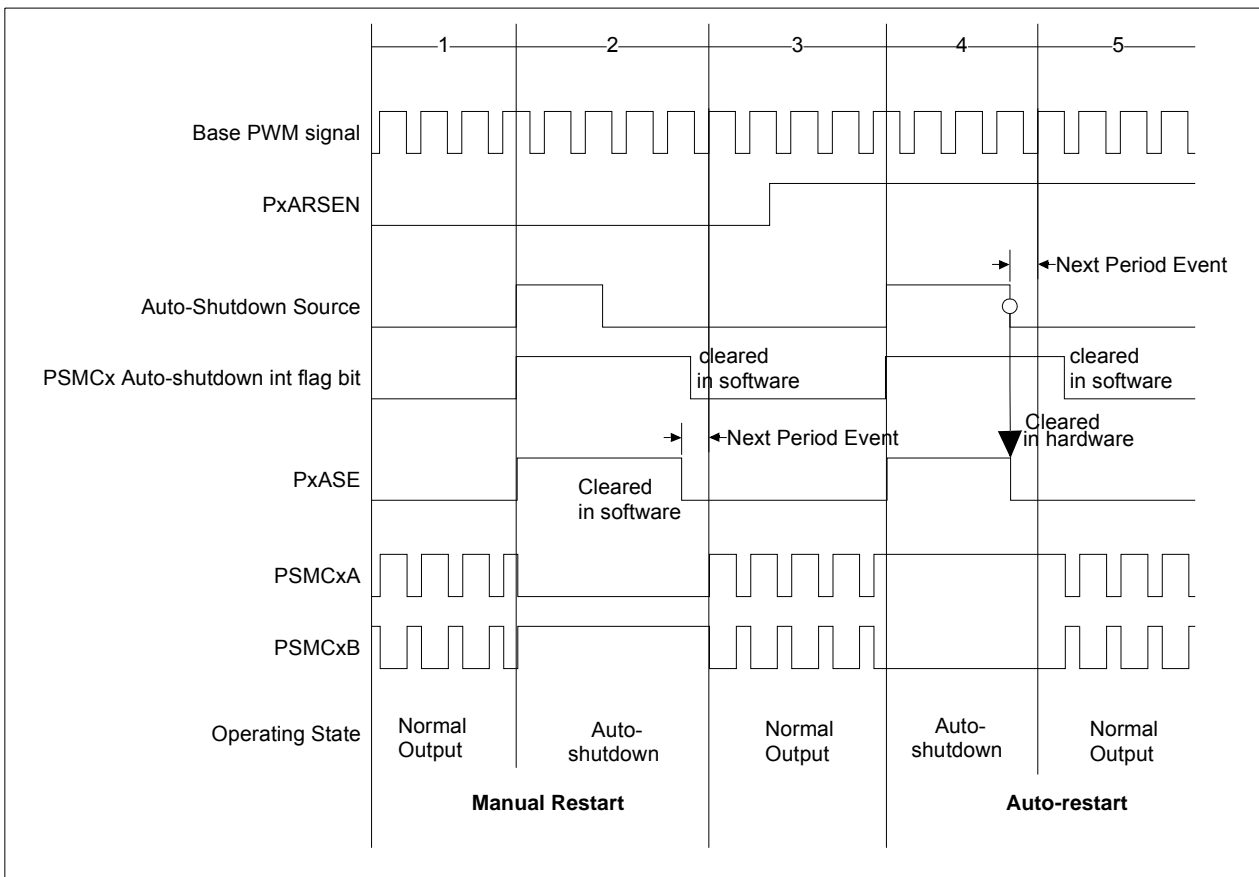 1 2 3 4 5
Base PWM signal
PxARSEN
Next Period Event
Auto-Shutdown Source
cleared
in software
cleared
in software
PSMCx Auto-shutdown int flag bit
Cleared
in hardware
Next Period Event
PxASE
Cleared
in software
PSMCxA
PSMCxB
Operating State
Normal
Output
Auto-
shutdown
Normal
Output
Auto-
shutdown
Normal
Output
Manual Restart
Auto-restart